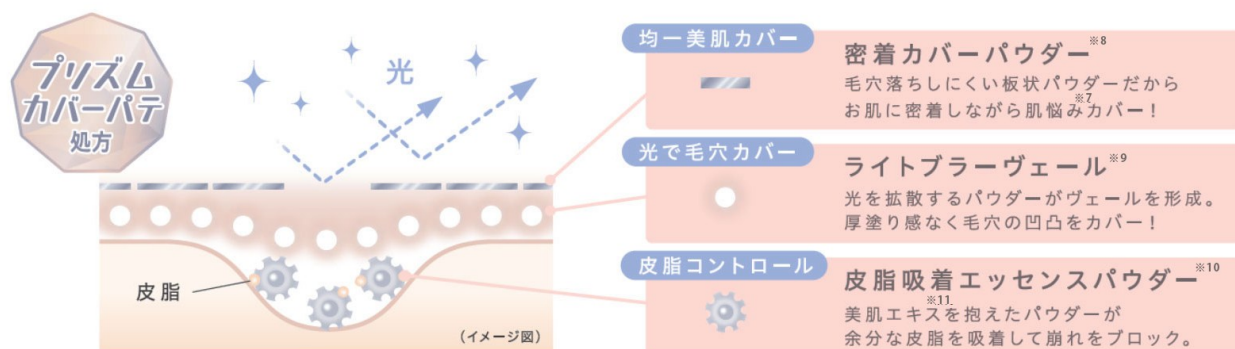 プリズム
カバーパテ
処方
光
皮脂
(イメージ図)
均一美肌カバー
密着カバーパウダー※8
毛穴落ちしにくい板状パウダーだから
お肌に密着しながら肌悩み※7カバー！
光で毛穴カバー
ライトブラーヴェール※9
光を拡散するパウダーがヴェールを形成。
厚塗り感なく毛穴の凹凸をカバー！
皮脂コントロール
皮脂吸着エッセンスパウダー※10
美肌エキス※11を抱えたパウダーが
余分な皮脂を吸着して崩れをブロック。